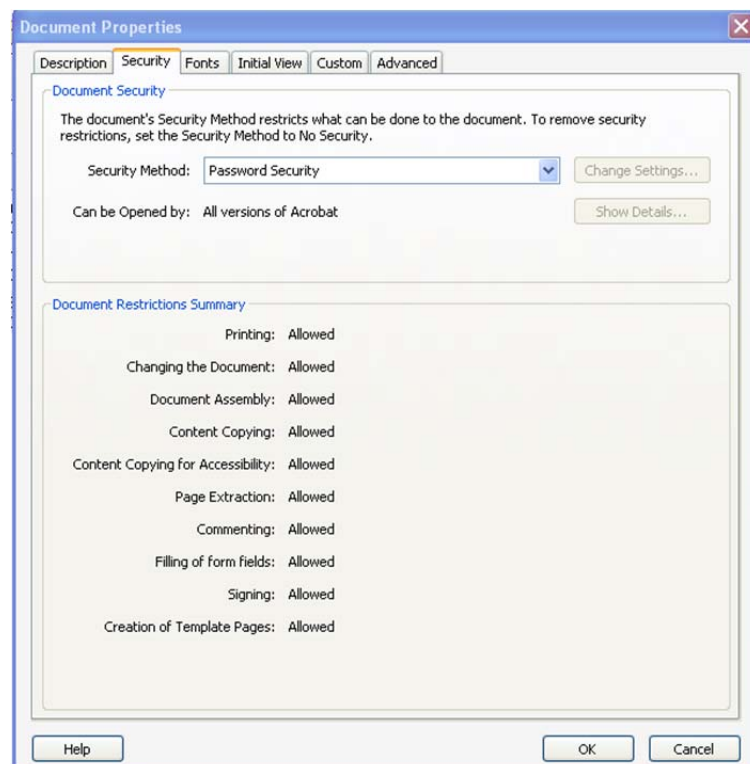 Document Properties
Description Security Fonts Initial View Custom Advanced
Document Security
The document's Security Method restricts what can be done to the document. To remove security
restrictions, set the Security Method to No Security.
Security Method: Password Security Change Settings...
Can be Opened by: All versions of Acrobat Show Details...
Document Restrictions Summary
Printing: Allowed
Changing the Document: Allowed
Document Assembly: Allowed
Content Copying: Allowed
Content Copying for Accessibility: Allowed
Page Extraction: Allowed
Commenting: Allowed
Filling of form fields: Allowed
Signing: Allowed
Creation of Template Pages: Allowed
Help OK Cancel